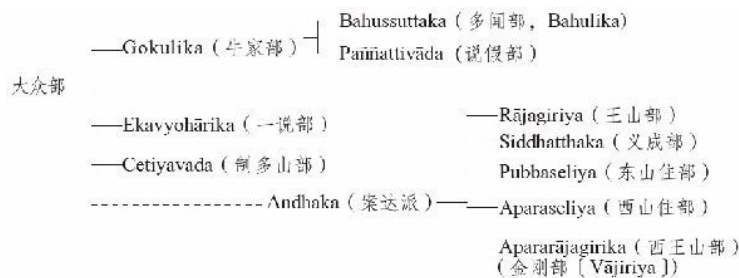 Bahussuttaka（多闻部，Bahulika）
Gokulika（牛家部）
Paññattivāda（说假部）
大众部
Ekavyohārika（一说部）
Rājagiriya（王山部）
Siddhatthaka（义成部）
Cetiyavada（制多山部）
Pubbaseliya（东山住部）
Andhaka（案达派）
Aparaseliya（西山住部）
Apararājagirika（西王山部）
（金刚部〔Vājiriya〕）